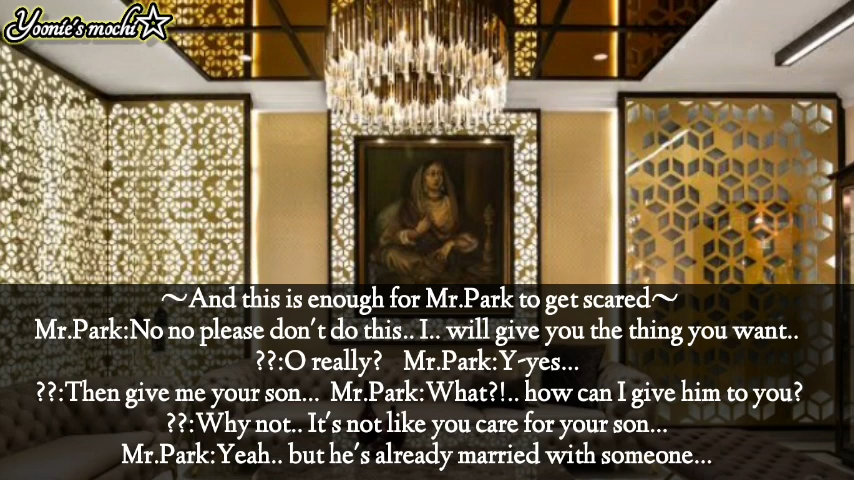 Yoonie's mochi☆
~And this is enough for Mr.Park to get scared~
Mr.Park:No no please don't do this.. I.. will give you the thing you want..
??:O really? Mr.Park:Y-yes...
??:Then give me your son... Mr.Park:What?!.. how can I give him to you?
??:Why not.. It's not like you care for your son...
Mr.Park:Yeah.. but he's already married with someone...